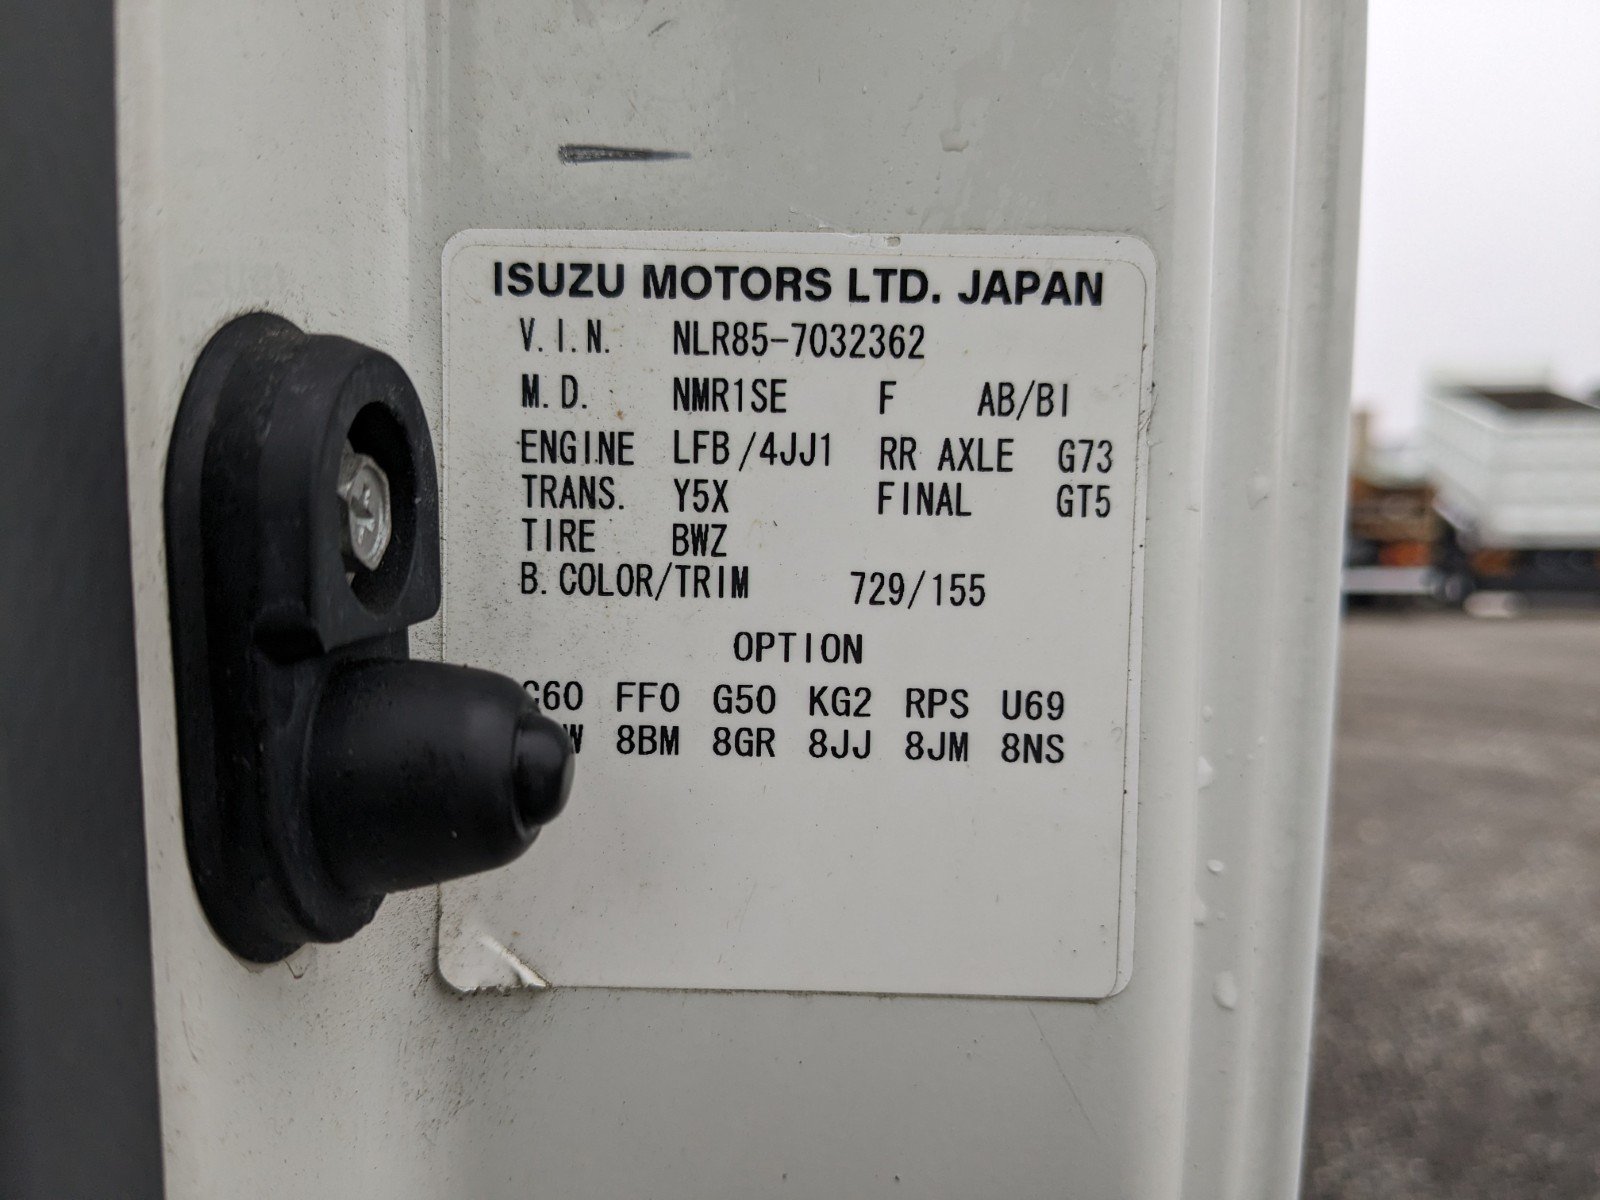 ISUZU MOTORS LTD. JAPAN
V.I.N. NLR85-7032362
M.D. NMR1SE F AB/BI
ENGINE LFB/4JJ1 RR AXLE G73
TRANS. Y5X FINAL GT5
TIRE BWZ
B.COLOR/TRIM 729/155
OPTION
FF0 G50 KG2 RPS U69
8BM 8GR 8JJ 8JM 8NS